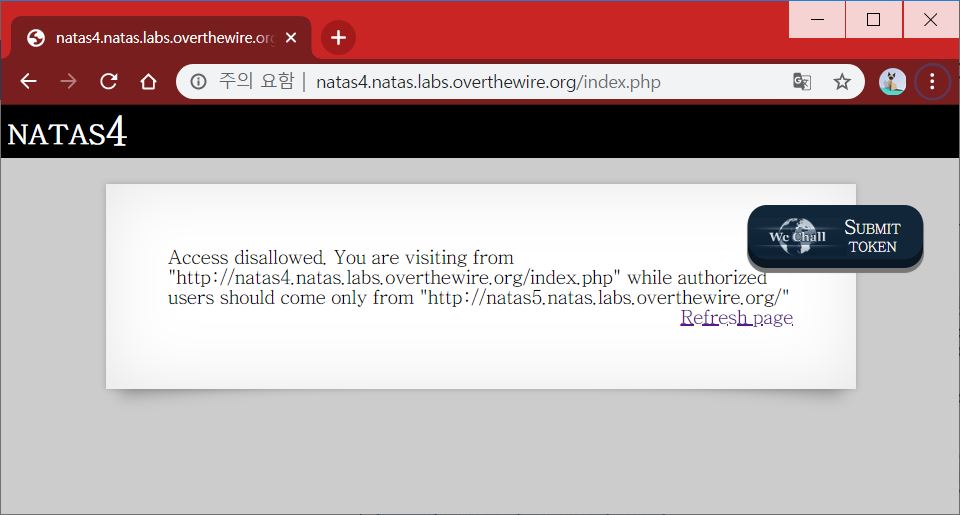 natas4.natas.labs.overthewire.or
주의 요함 | natas4.natas.labs.overthewire.org/index.php
NATAS4
We Chall
SUBMIT
TOKEN
Access disallowed. You are visiting from
"http://natas4.natas.labs.overthewire.org/index.php" while authorized
users should come only from "http://natas5.natas.labs.overthewire.org/"
Refresh page